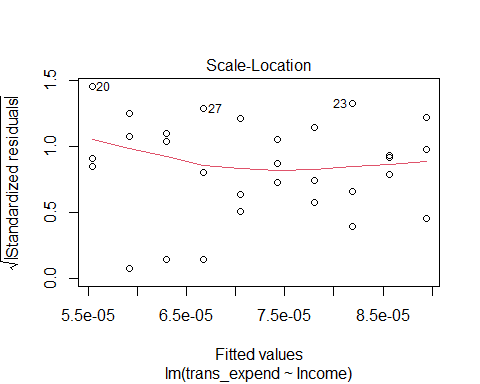 Scale-Location
√|Standardized residuals|
1.5
1.0
0.5
0.0
20
27
23
5.5e-05 6.5e-05 7.5e-05 8.5e-05
Fitted values
lm(trans_expend ~ Income)